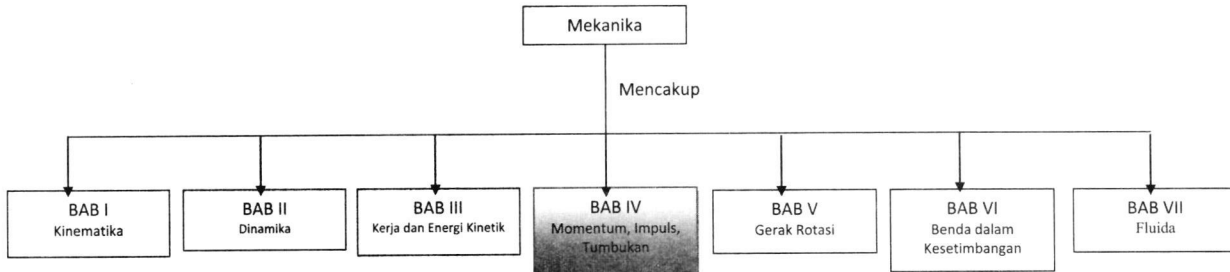 Mekanika
Mencakup
BAB I
Kinematika
BAB II
Dinamika
BAB III
Kerja dan Energi Kinetik
BAB IV
Momentum, Impuls,
Tumbukan
BAB V
Gerak Rotasi
BAB VI
Benda dalam
Kesetimbangan
BAB VII
Fluida